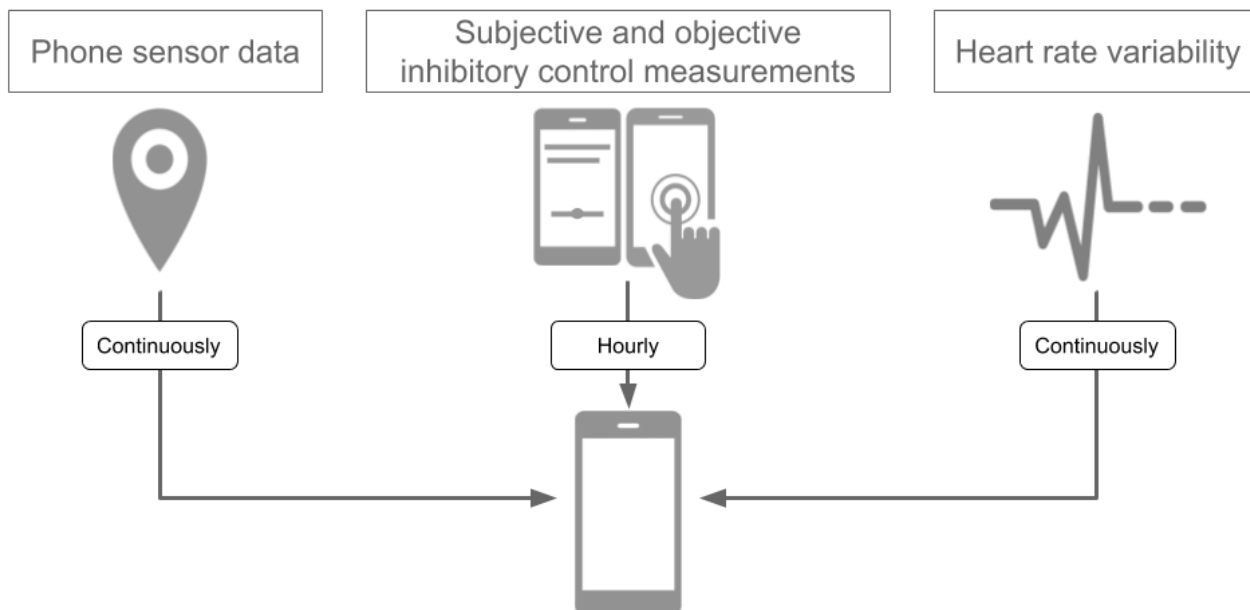 Phone sensor data
Subjective and objective
inhibitory control measurements
Heart rate variability
Continuously
Hourly
Continuously